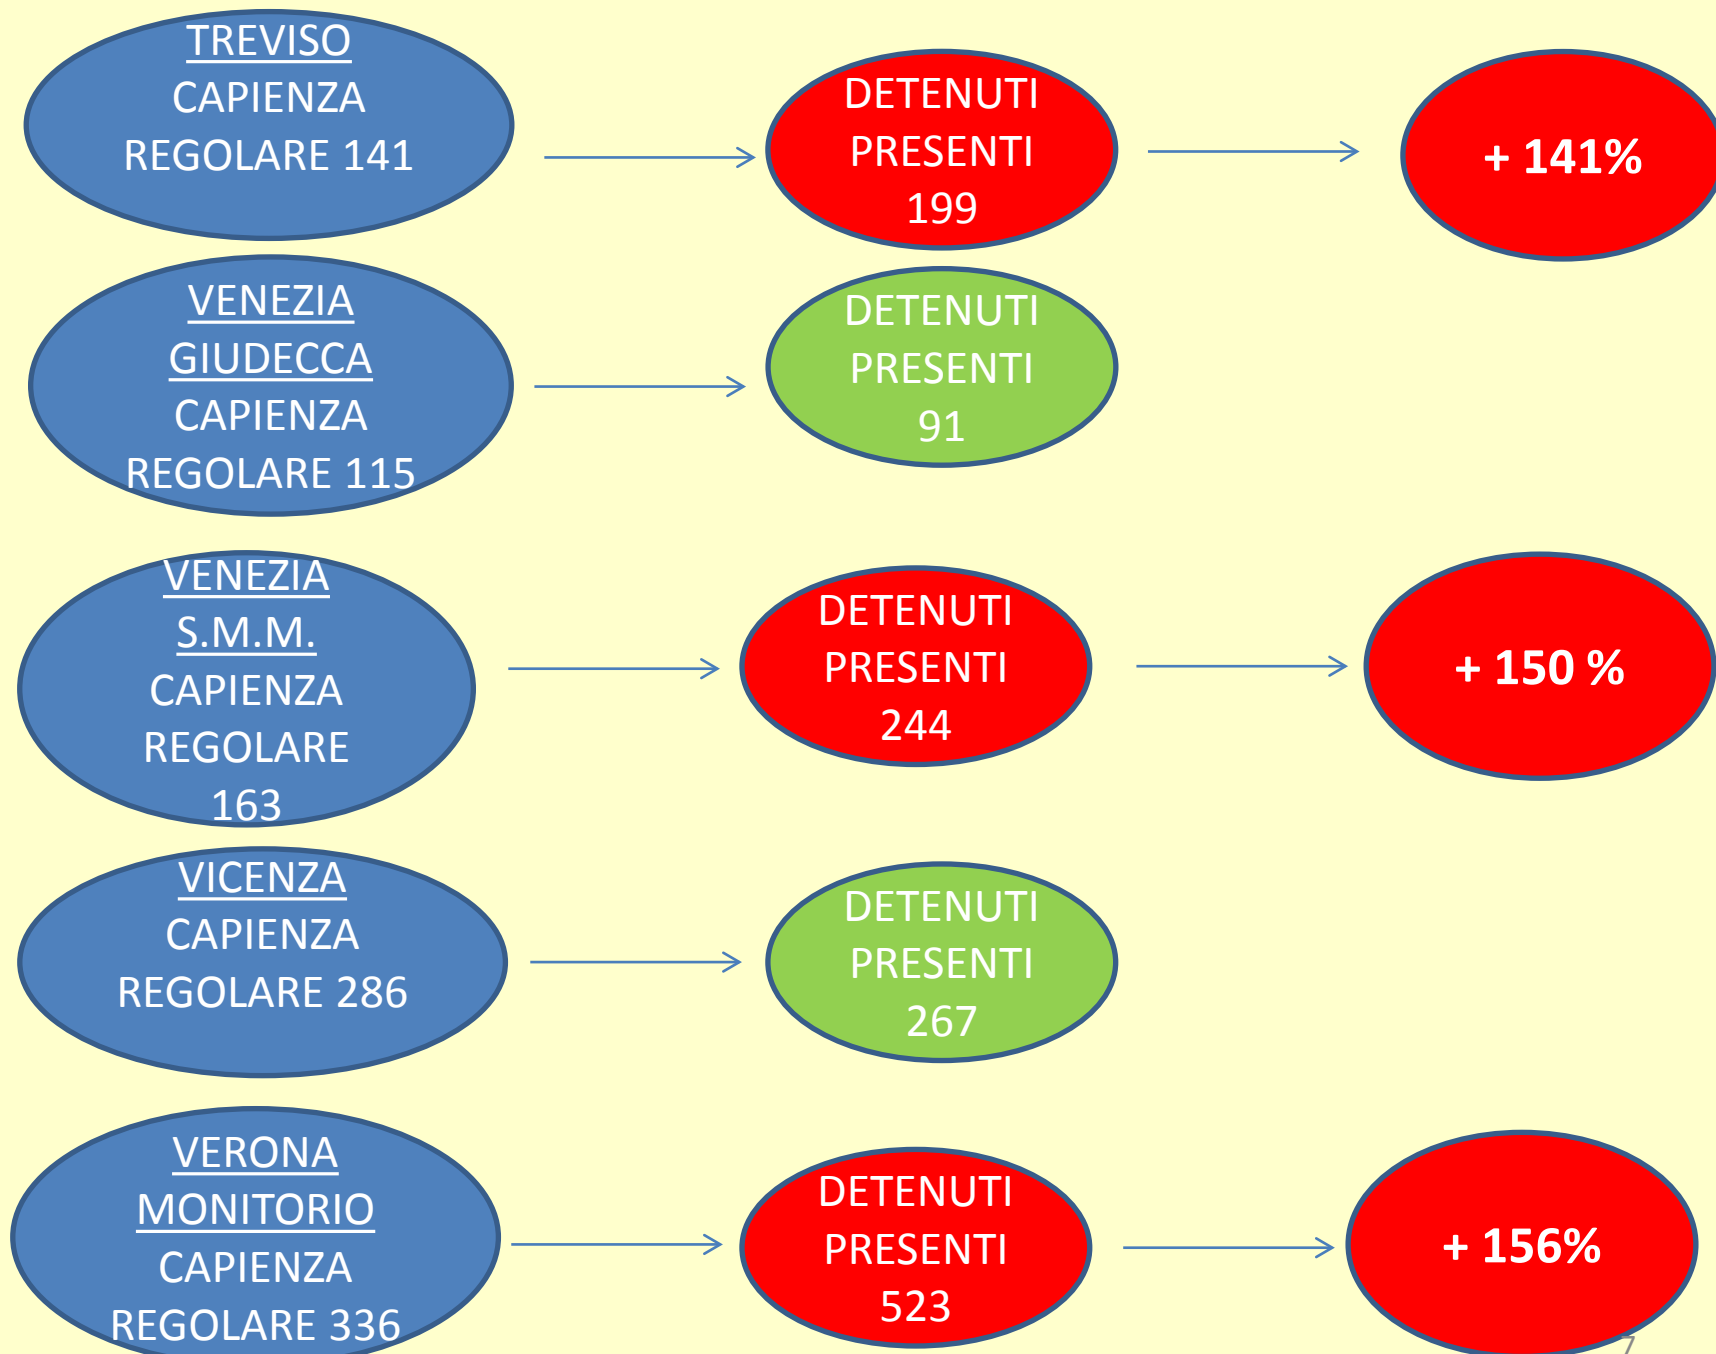 TREVISO
CAPIENZA
REGOLARE 141
DETENUTI
PRESENTI
199
+ 141%
VENEZIA
GIUDECCA
CAPIENZA
REGOLARE 115
DETENUTI
PRESENTI
91
VENEZIA
S.M.M.
CAPIENZA
REGOLARE
163
DETENUTI
PRESENTI
244
+ 150 %
VICENZA
CAPIENZA
REGOLARE 286
DETENUTI
PRESENTI
267
VERONA
MONITORIO
CAPIENZA
REGOLARE 336
DETENUTI
PRESENTI
523
+ 156%
7